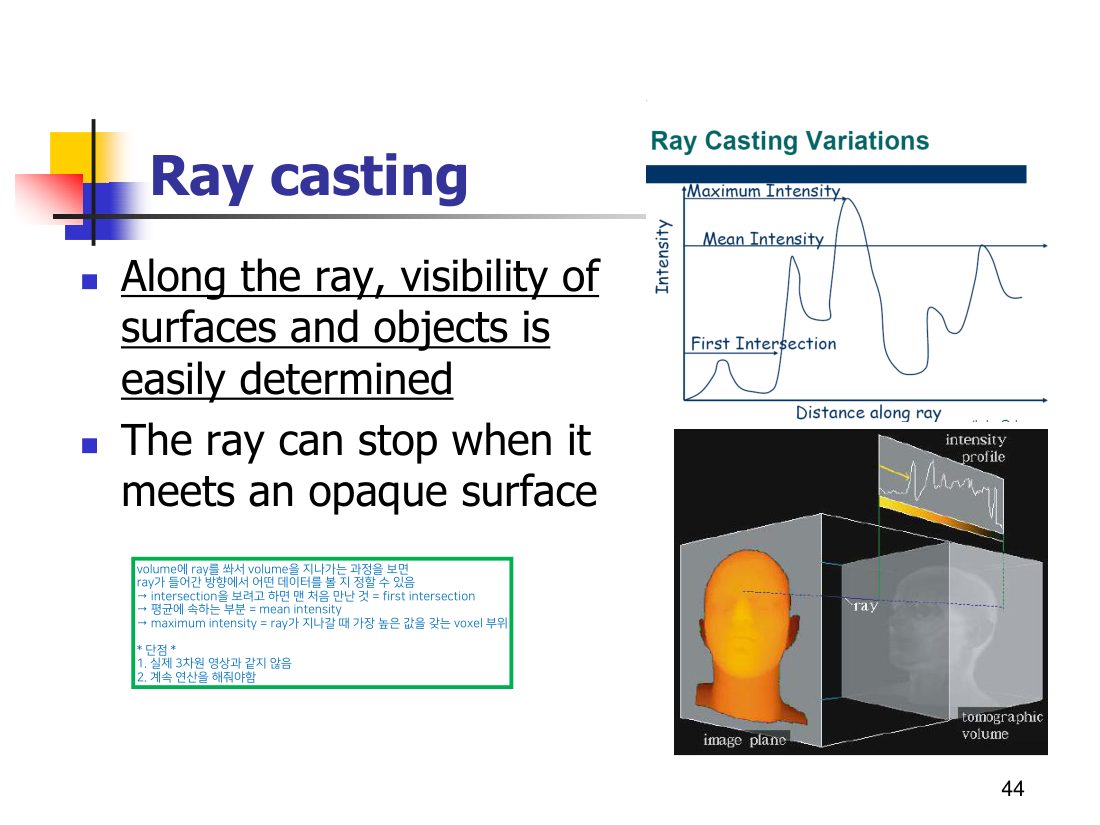 Ray casting
Along the ray, visibility of
surfaces and objects is
easily determined
The ray can stop when it
meets an opaque surface
volume에 ray를 쏴서 volume을 지나가는 과정을 보면
ray가 들어간 방향에서 어떤 데이터를 볼 지 정할 수 있음
→ intersection을 보려고 하면 맨 처음 만난 것 = first intersection
→ 평균에 속하는 부분 = mean intensity
→ maximum intensity = ray가 지나갈 때 가장 높은 값을 갖는 voxel 부위
* 단점 *
1. 실제 3차원 영상과 같지 않음
2. 계속 연산을 해줘야함
Ray Casting Variations
Maximum Intensity
Mean Intensity
Intensity
First Intersection
Distance along ray
intensity
profile
ray
tomographic
volume
image plane
44